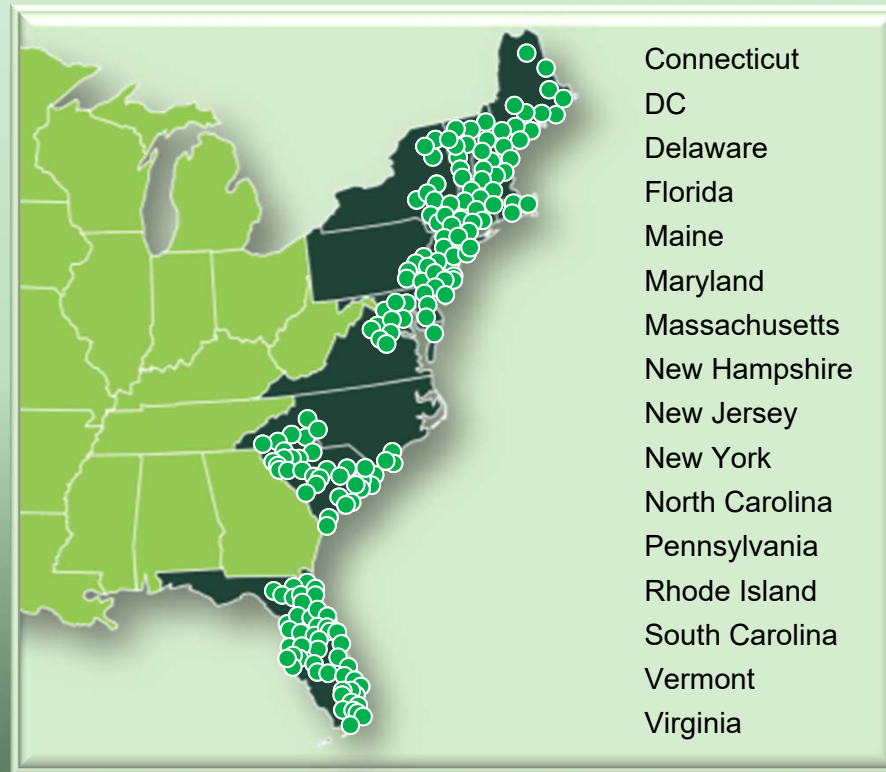 Connecticut
DC
Delaware
Florida
Maine
Maryland
Massachusetts
New Hampshire
New Jersey
New York
North Carolina
Pennsylvania
Rhode Island
South Carolina
Vermont
Virginia